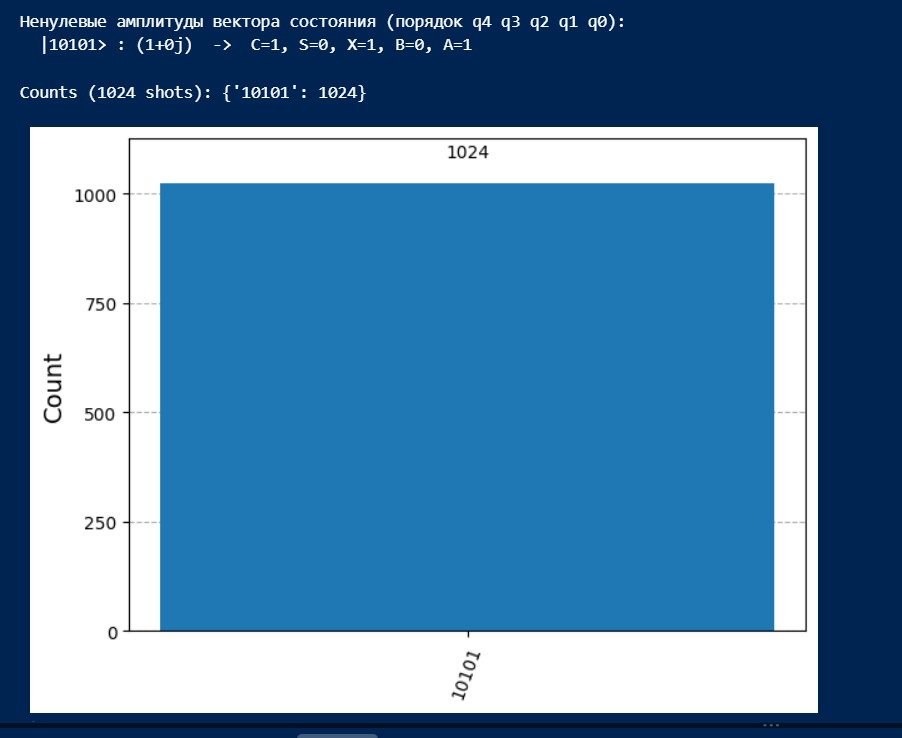 Ненулевые амплитуды вектора состояния (порядок q4 q3 q2 q1 q0):
|10101> : (1+0j)  ->  C=1, S=0, X=1, B=0, A=1
Counts (1024 shots): {'10101': 1024}
1024
1000
750
500
250
0
Count
10101